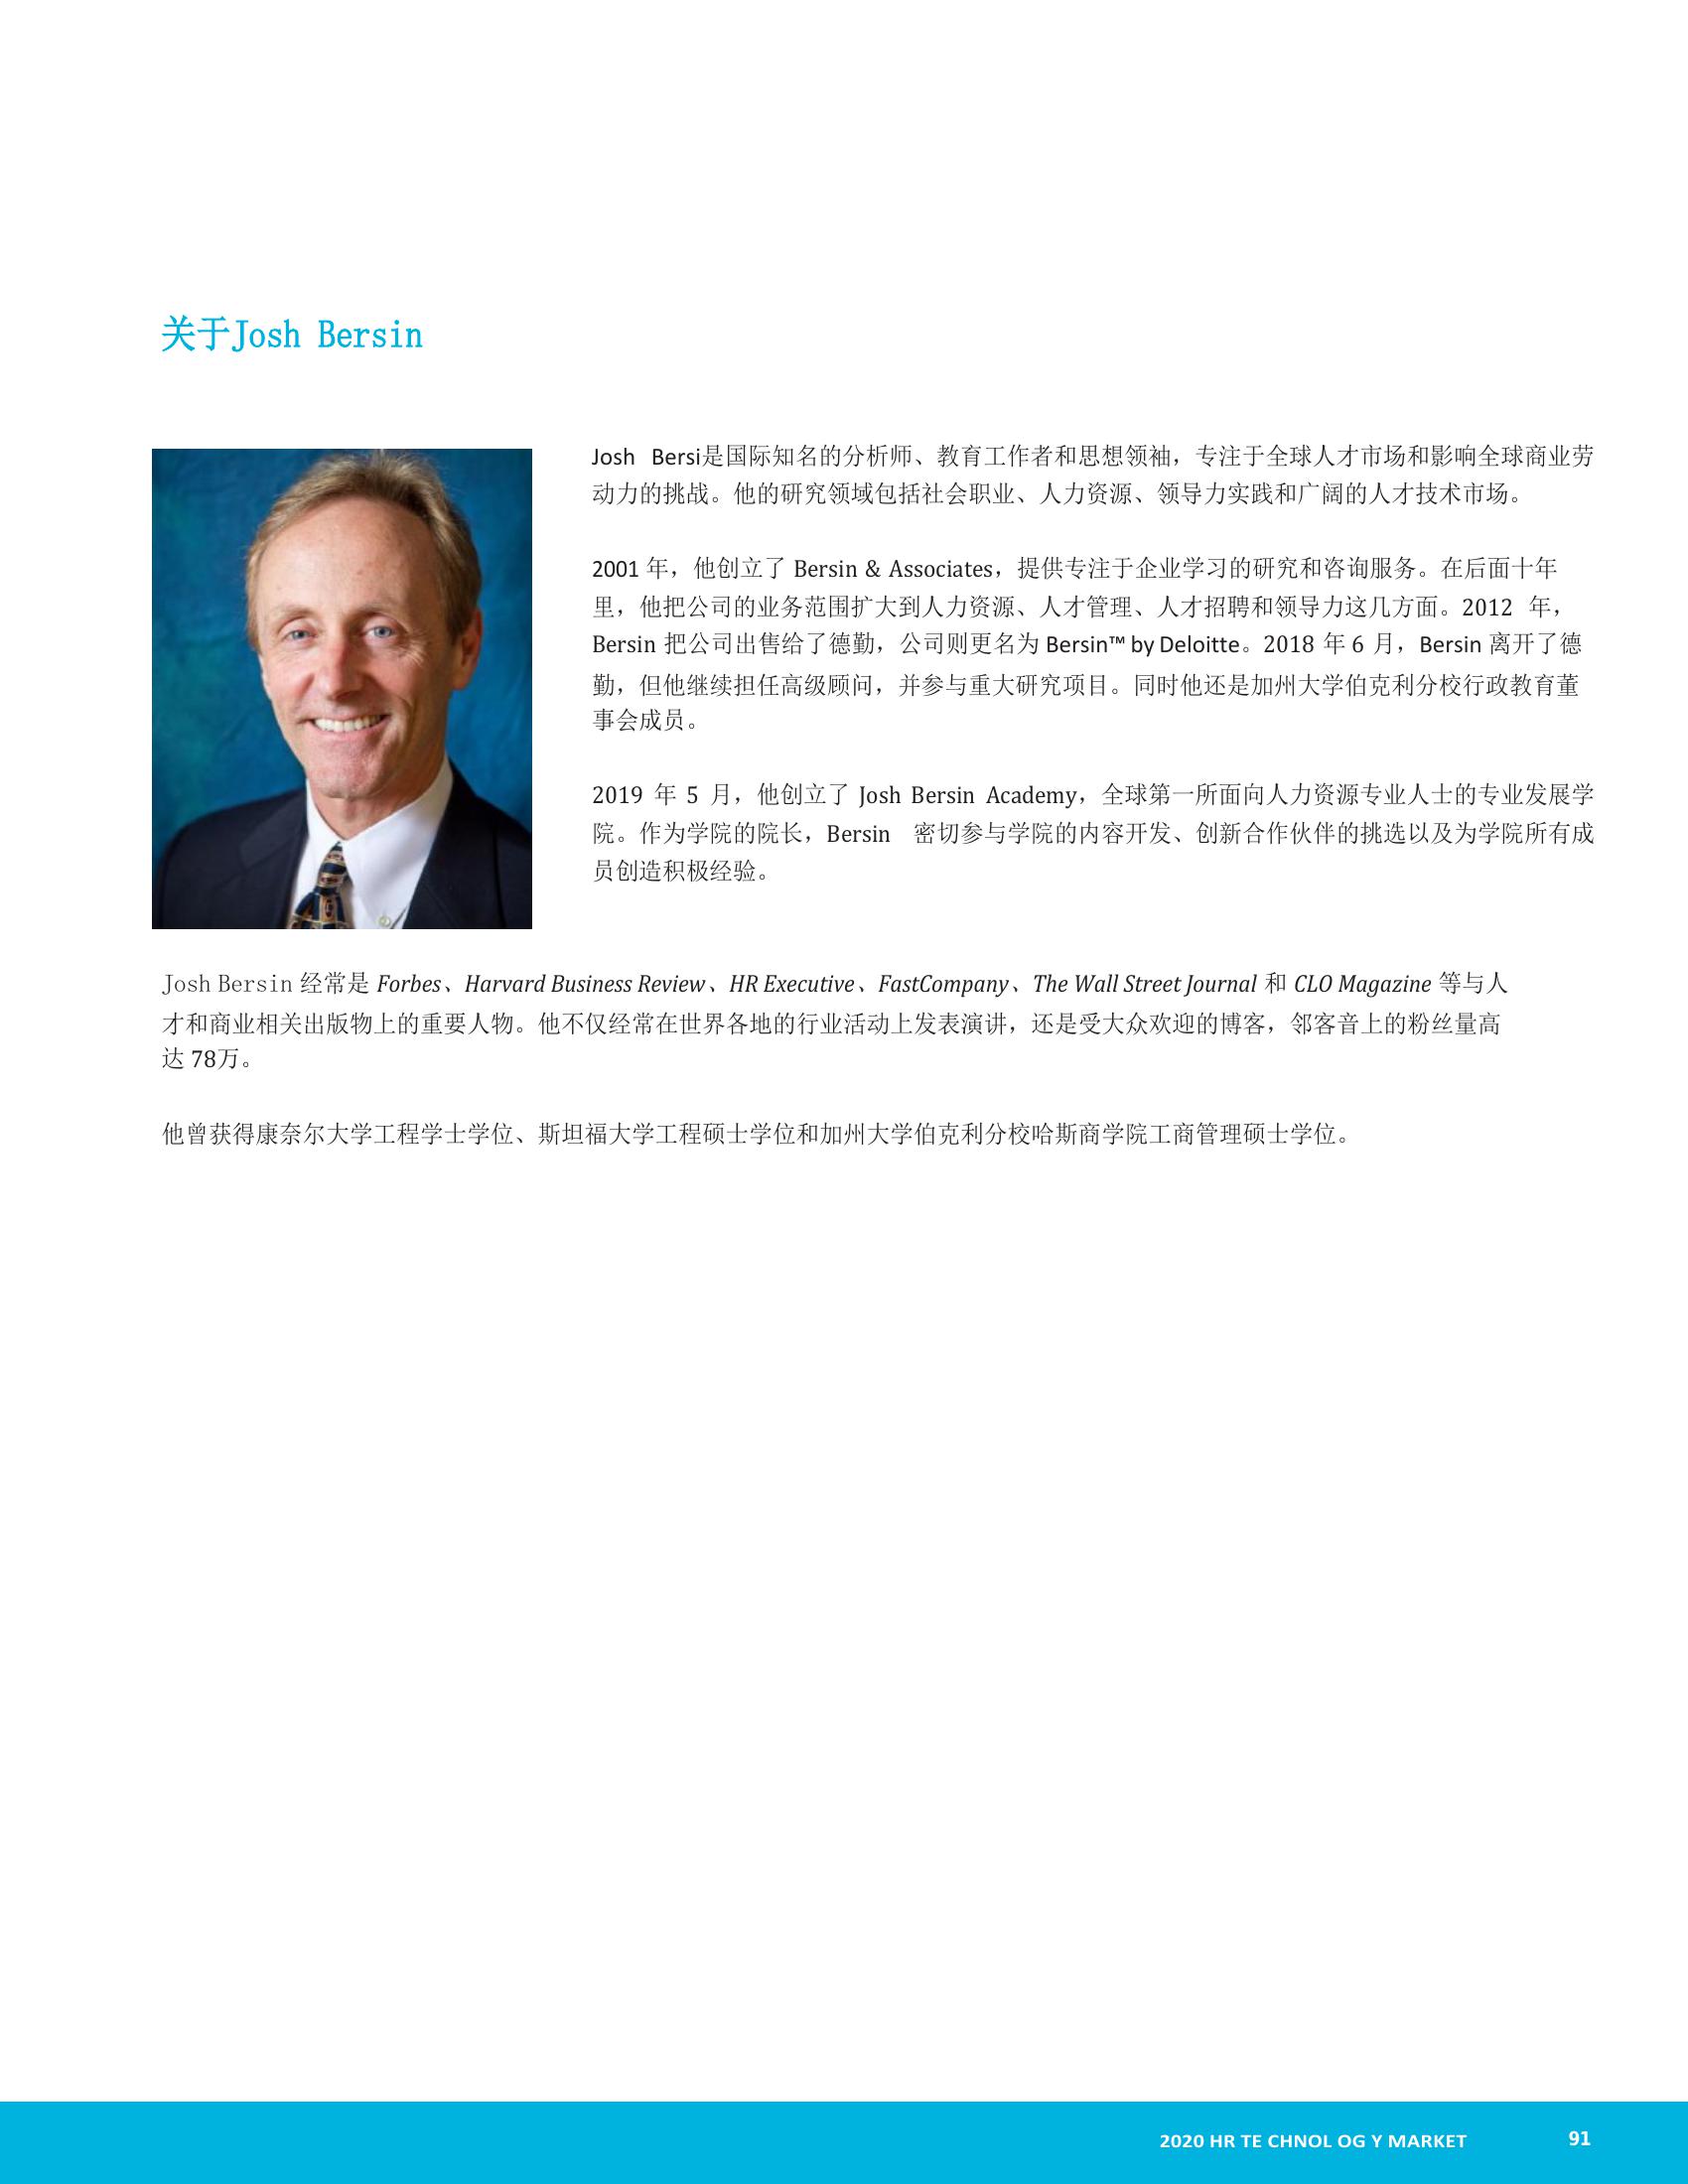 关于Josh Bersin
Josh Bersi是国际知名的分析师、教育工作者和思想领袖，专注于全球人才市场和影响全球商业劳
动力的挑战。他的研究领域包括社会职业、人力资源、领导力实践和广阔的人才技术市场。
2001 年，他创立了 Bersin & Associates，提供专注于企业学习的研究和咨询服务。在后面十年
里，他把公司的业务范围扩大到人力资源、人才管理、人才招聘和领导力这几方面。2012 年，
Bersin 把公司出售给了德勤，公司则更名为 Bersin™ by Deloitte。2018 年 6 月，Bersin 离开了德
勤，但他继续担任高级顾问，并参与重大研究项目。同时他还是加州大学伯克利分校行政教育董
事会成员。
2019 年 5 月，他创立了 Josh Bersin Academy，全球第一所面向人力资源专业人士的专业发展学
院。作为学院的院长，Bersin 密切参与学院的内容开发、创新合作伙伴的挑选以及为学院所有成
员创造积极经验。
Josh Bersin 经常是 Forbes、Harvard Business Review、HR Executive、FastCompany、The Wall Street Journal 和 CLO Magazine 等与人
才和商业相关出版物上的重要人物。他不仅经常在世界各地的行业活动上发表演讲，还是受大众欢迎的博客，邻客音上的粉丝量高
达 78万。
他曾获得康奈尔大学工程学士学位、斯坦福大学工程硕士学位和加州大学伯克利分校哈斯商学院工商管理硕士学位。
2020 HR TE CHNOL OG Y MARKET 91